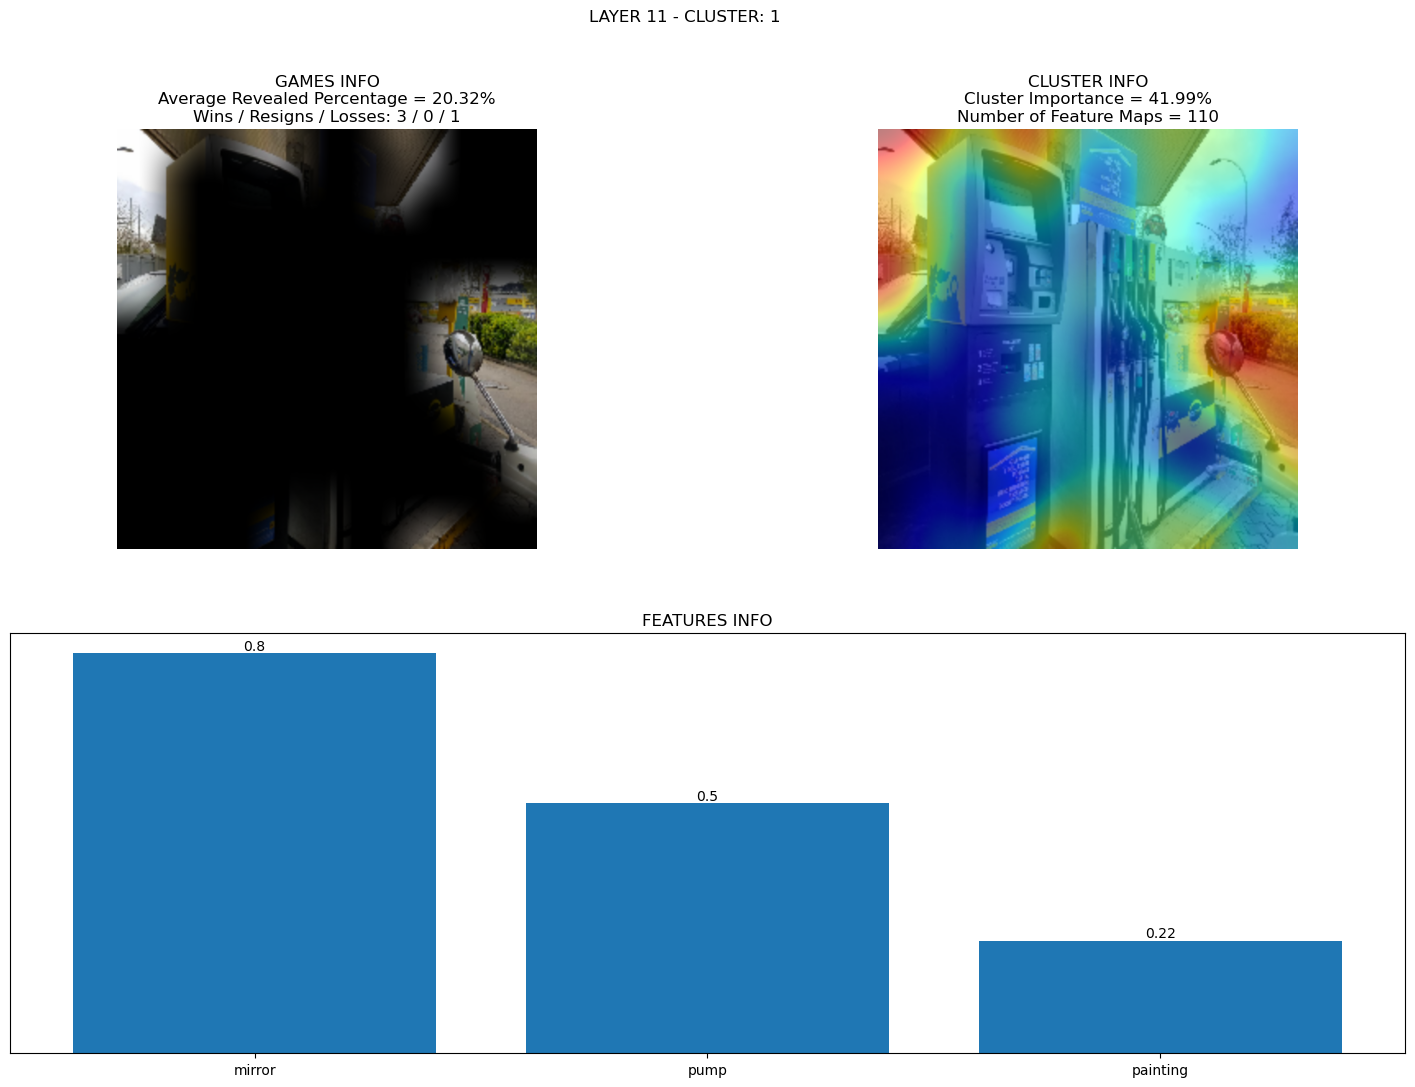 LAYER 11 - CLUSTER: 1
GAMES INFO
Average Revealed Percentage = 20.32%
Wins / Resigns / Losses: 3 / 0 / 1
CLUSTER INFO
Cluster Importance = 41.99%
Number of Feature Maps = 110
FEATURES INFO
0.8
0.5
0.22
mirror
pump
painting